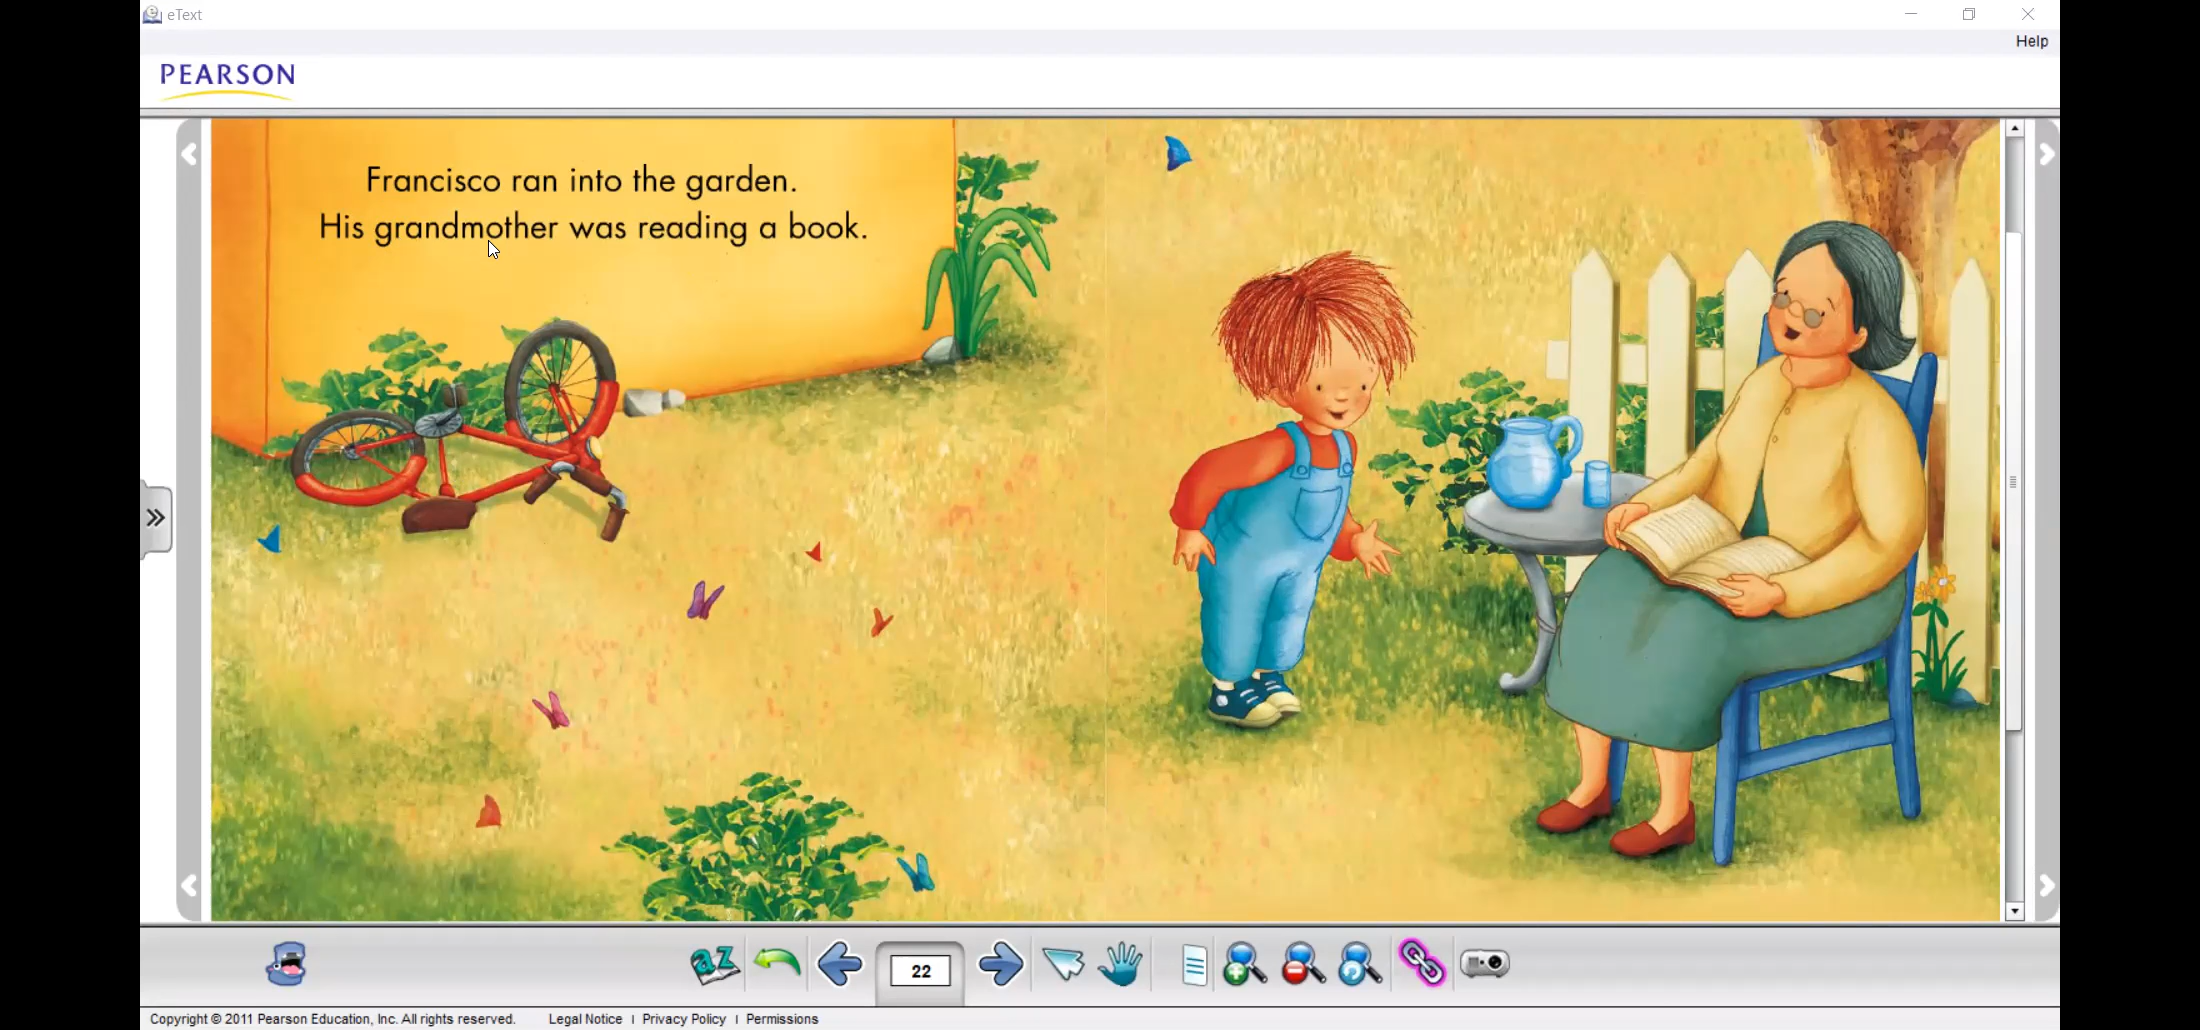 eText
Help
PEARSON
Francisco ran into the garden.
His grandmother was reading a book.
az
22
Copyright © 2011 Pearson Education, Inc. All rights reserved. Legal Notice | Privacy Policy | Permissions